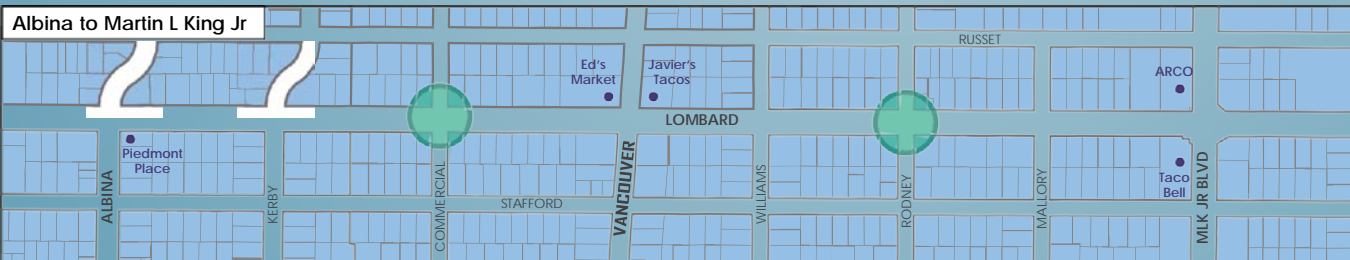 Albina to Martin L King Jr
RUSSET
Ed's
Market
Javier's
Tacos
ARCO
LOMBARD
Piedmont
Place
Taco
Bell
ALBINA
KERBY
COMMERCIAL
STAFFORD
VANCOUVER
WILLIAMS
RODNEY
MALLORY
MLK JR BLVD